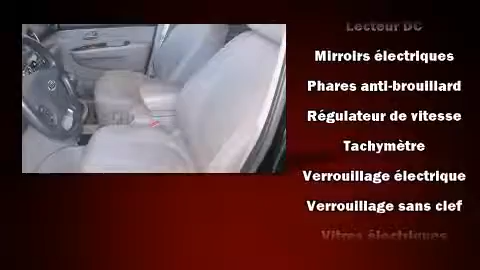 Lecteur DC
Mirroirs électriques
Phares anti-brouillard
Régulateur de vitesse
Tachymètre
Verrouillage électrique
Verrouillage sans clef
Vitres électriques